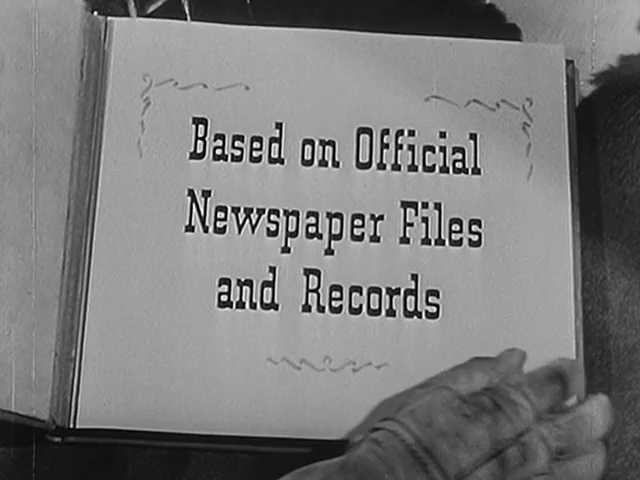 Based on Official
Newspaper Files
and Records